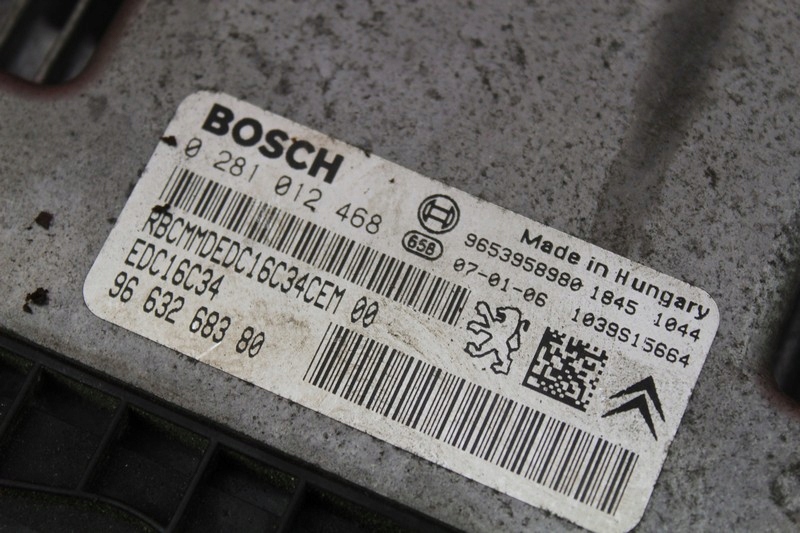 BOSCH
0 281 012 468
658
Made in Hungary
9653958980 1845 1044
07-01-06 1039S15664
RBCMMDEDC16C34CEM 00
EDC16C34
96 632 683 80